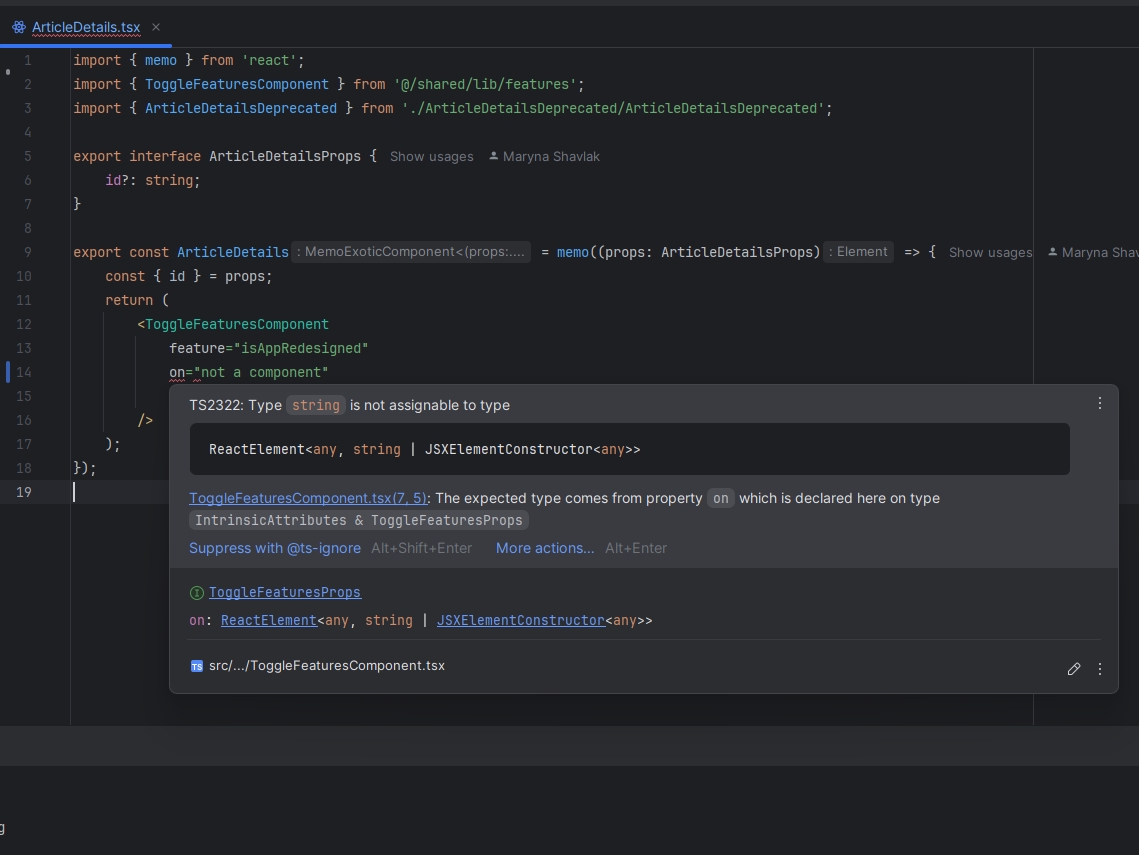 ArticleDetails.tsx
1 import { memo } from 'react';
2 import { ToggleFeaturesComponent } from '@/shared/lib/features';
3 import { ArticleDetailsDeprecated } from './ArticleDetailsDeprecated/ArticleDetailsDeprecated';
4
5 export interface ArticleDetailsProps { Show usages Maryna Shavlak
6 id?: string;
7 }
8
9 export const ArticleDetails : MemoExoticComponent<(props:.... = memo((props: ArticleDetailsProps) : Element => { Show usages Maryna Shav
10 const { id } = props;
11 return (
12 <ToggleFeaturesComponent
13 feature="isAppRedesigned"
14 on="not a component"
15
16 />
17 );
18 });
19
TS2322: Type string is not assignable to type
ReactElement<any, string | JSXElementConstructor<any>>
ToggleFeaturesComponent.tsx(7, 5): The expected type comes from property on which is declared here on type
IntrinsicAttributes & ToggleFeaturesProps
Suppress with @ts-ignore Alt+Shift+Enter More actions... Alt+Enter
I ToggleFeaturesProps
on: ReactElement<any, string | JSXElementConstructor<any>>
TS src/.../ToggleFeaturesComponent.tsx
g